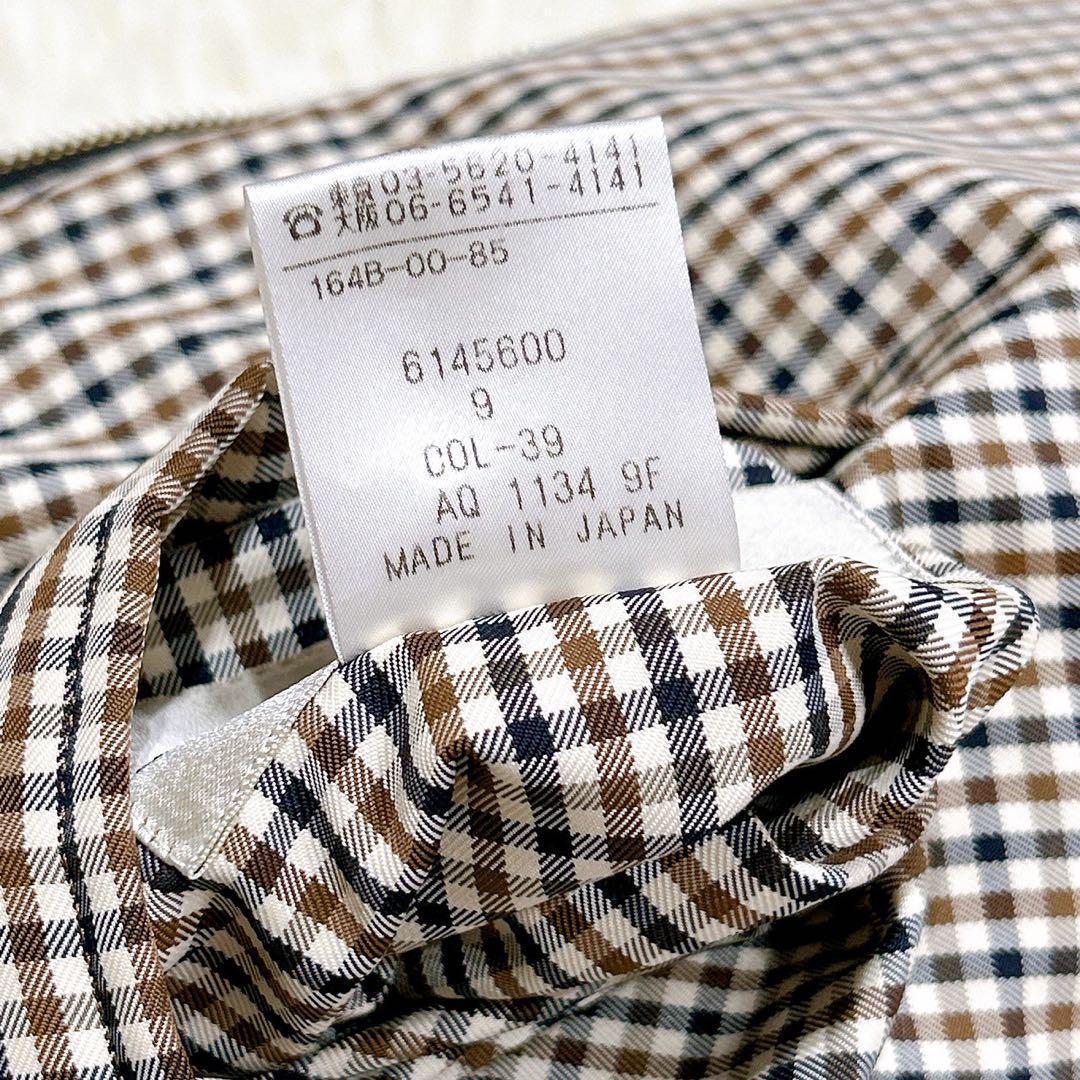 東京03-5620-4141
☎大阪06-6541-4141
164B-00-85
6145600
9
COL-39
AQ 1134 9F
MADE IN JAPAN